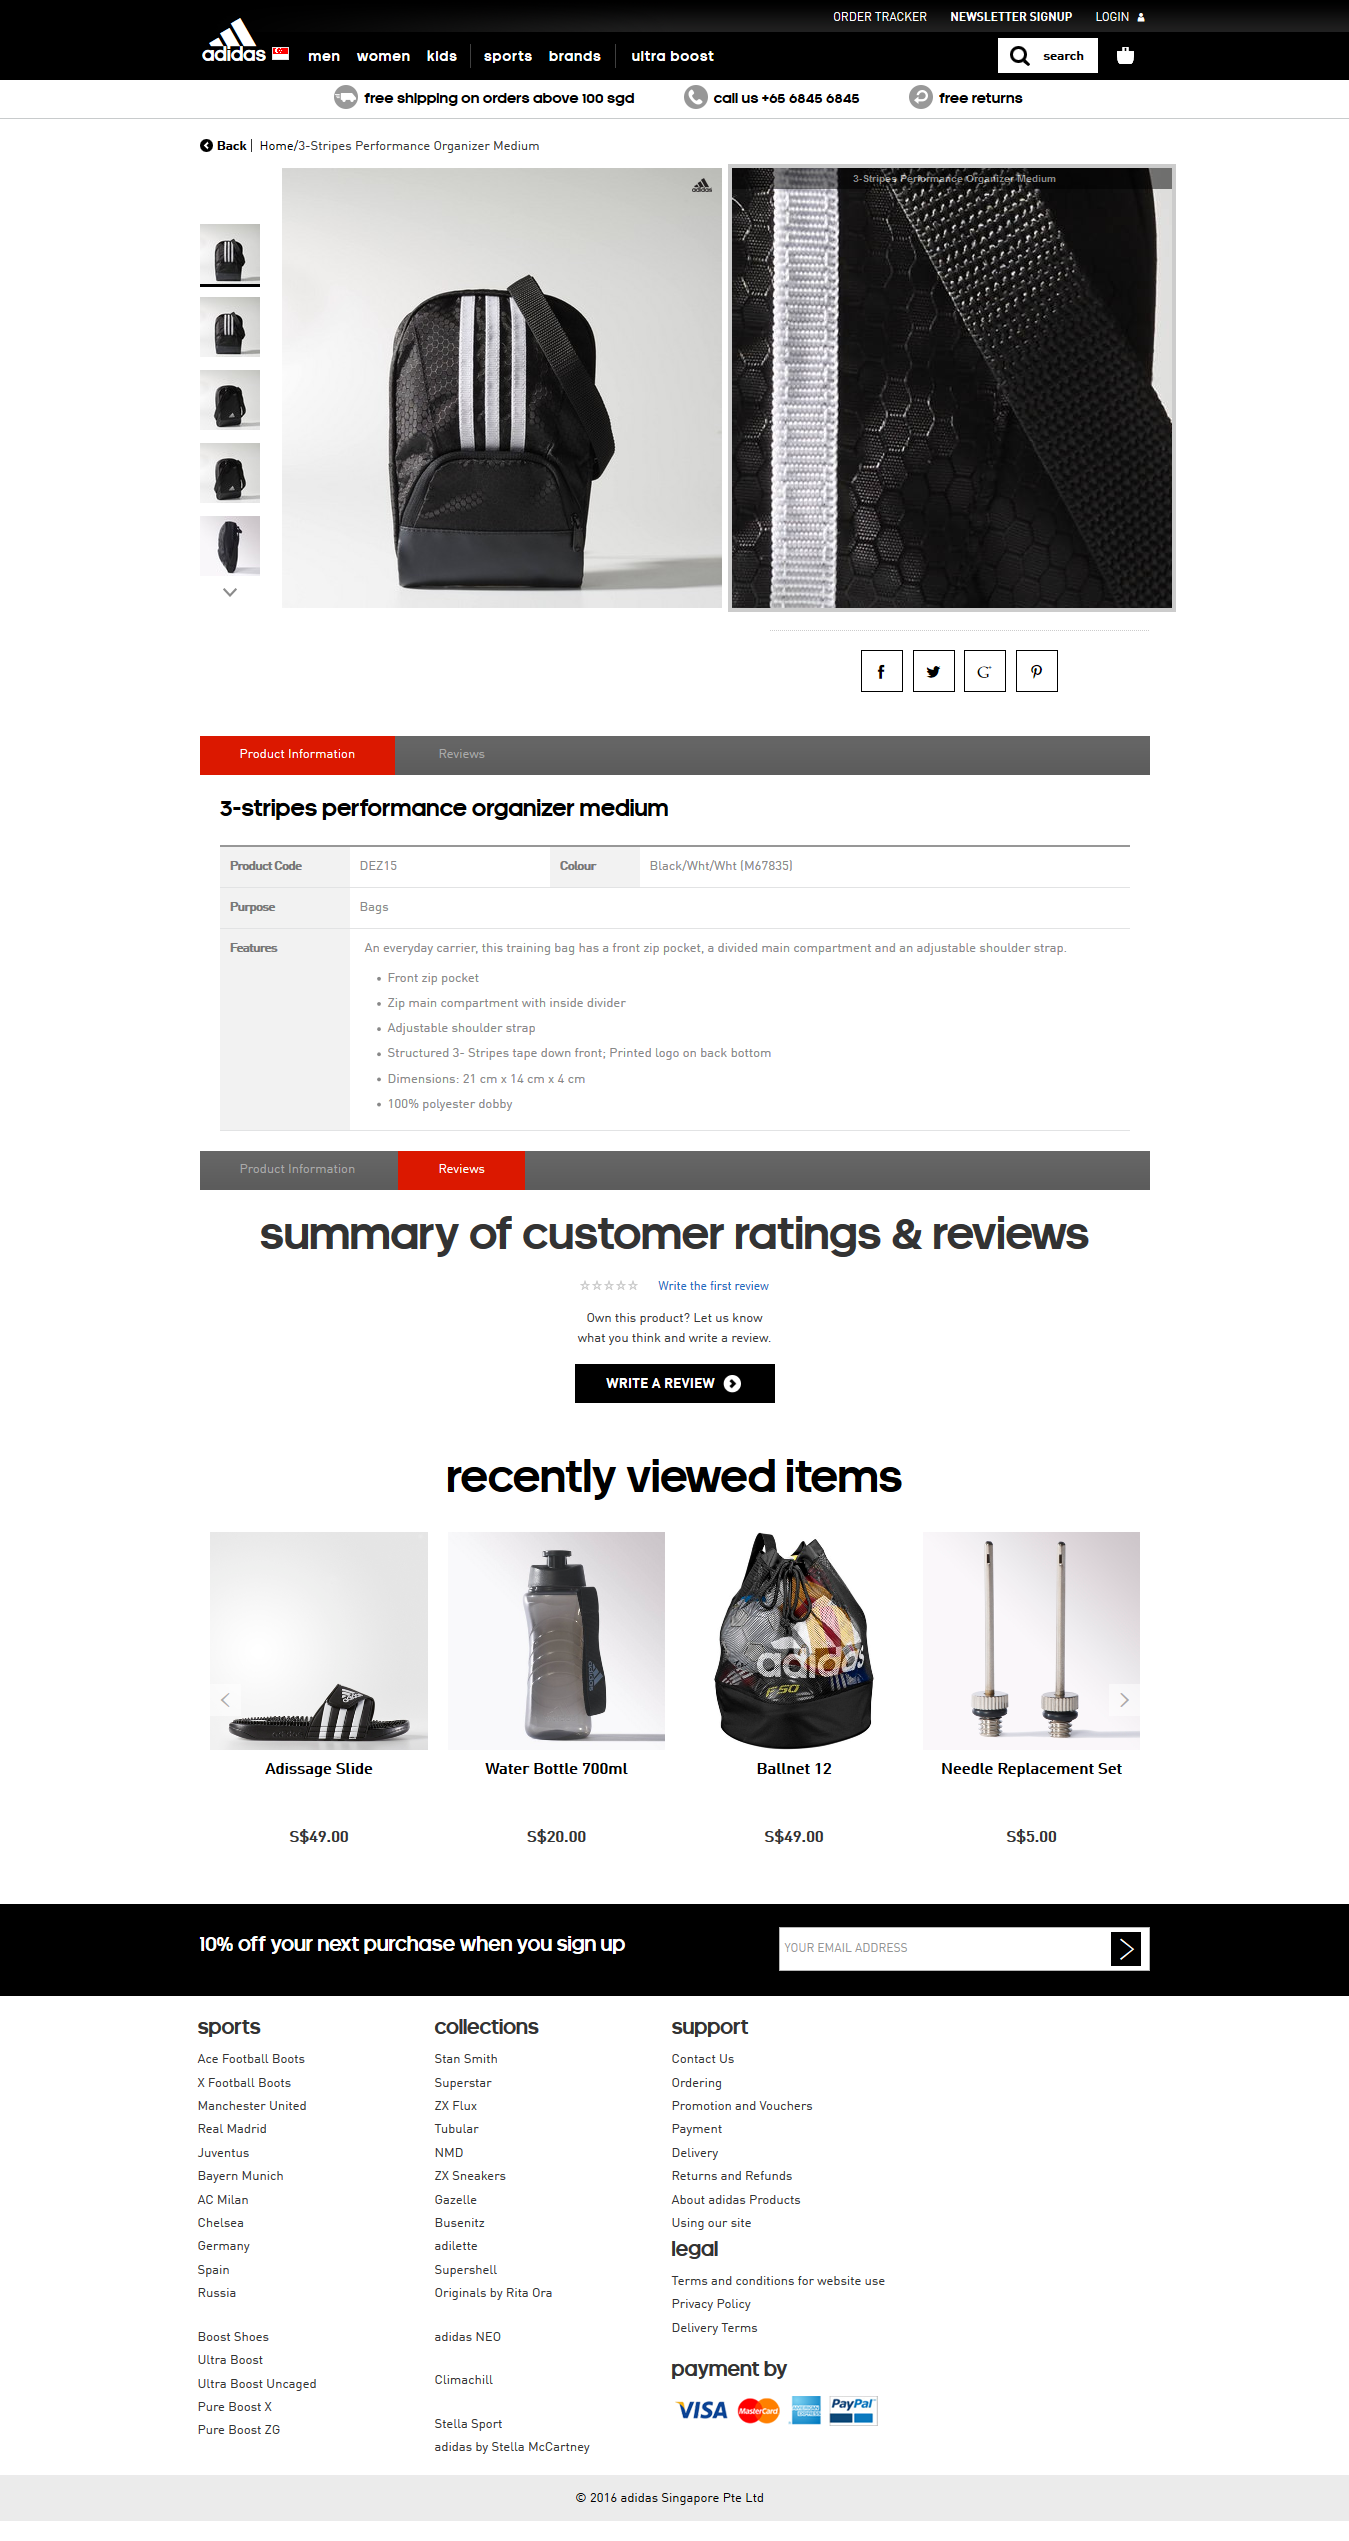 ORDER TRACKER NEWSLETTER SIGNUP LOGIN
adidas men women kids sports brands ultra boost search
free shipping on orders above 100 sgd call us +65 6845 6845 free returns
Back Home/3-Stripes Performance Organizer Medium
adidas
3-Stripes Performance Organizer Medium
Product Information Reviews
3-stripes performance organizer medium
Product Code DEZ15 Colour Black/Wht/Wht (M67835)
Purpose Bags
Features An everyday carrier, this training bag has a front zip pocket, a divided main compartment and an adjustable shoulder strap.
• Front zip pocket
• Zip main compartment with inside divider
• Adjustable shoulder strap
• Structured 3- Stripes tape down front; Printed logo on back bottom
• Dimensions: 21 cm x 14 cm x 4 cm
• 100% polyester dobby
Product Information Reviews
summary of customer ratings & reviews
Write the first review
Own this product? Let us know
what you think and write a review.
WRITE A REVIEW
recently viewed items
adidas
adidas
adidas
F50
Adissage Slide Water Bottle 700ml Ballnet 12 Needle Replacement Set
S$49.00 S$20.00 S$49.00 S$5.00
10% off your next purchase when you sign up YOUR EMAIL ADDRESS
sports
Ace Football Boots
X Football Boots
Manchester United
Real Madrid
Juventus
Bayern Munich
AC Milan
Chelsea
Germany
Spain
Russia
Boost Shoes
Ultra Boost
Ultra Boost Uncaged
Pure Boost X
Pure Boost ZG
collections
Stan Smith
Superstar
ZX Flux
Tubular
NMD
ZX Sneakers
Gazelle
Busenitz
adilette
Supershell
Originals by Rita Ora
adidas NEO
Climachill
Stella Sport
adidas by Stella McCartney
support
Contact Us
Ordering
Promotion and Vouchers
Payment
Delivery
Returns and Refunds
About adidas Products
Using our site
legal
Terms and conditions for website use
Privacy Policy
Delivery Terms
payment by
VISA MasterCard AMERICAN EXPRESS PayPal
© 2016 adidas Singapore Pte Ltd